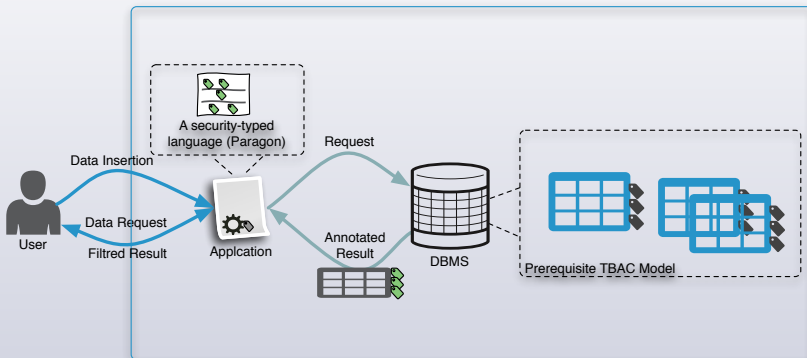 A security-typed
language (Paragon)
Data Insertion
Request
Data Request
Filtred Result
User
Application
Annotated
Result
DBMS
Prerequisite TBAC Model